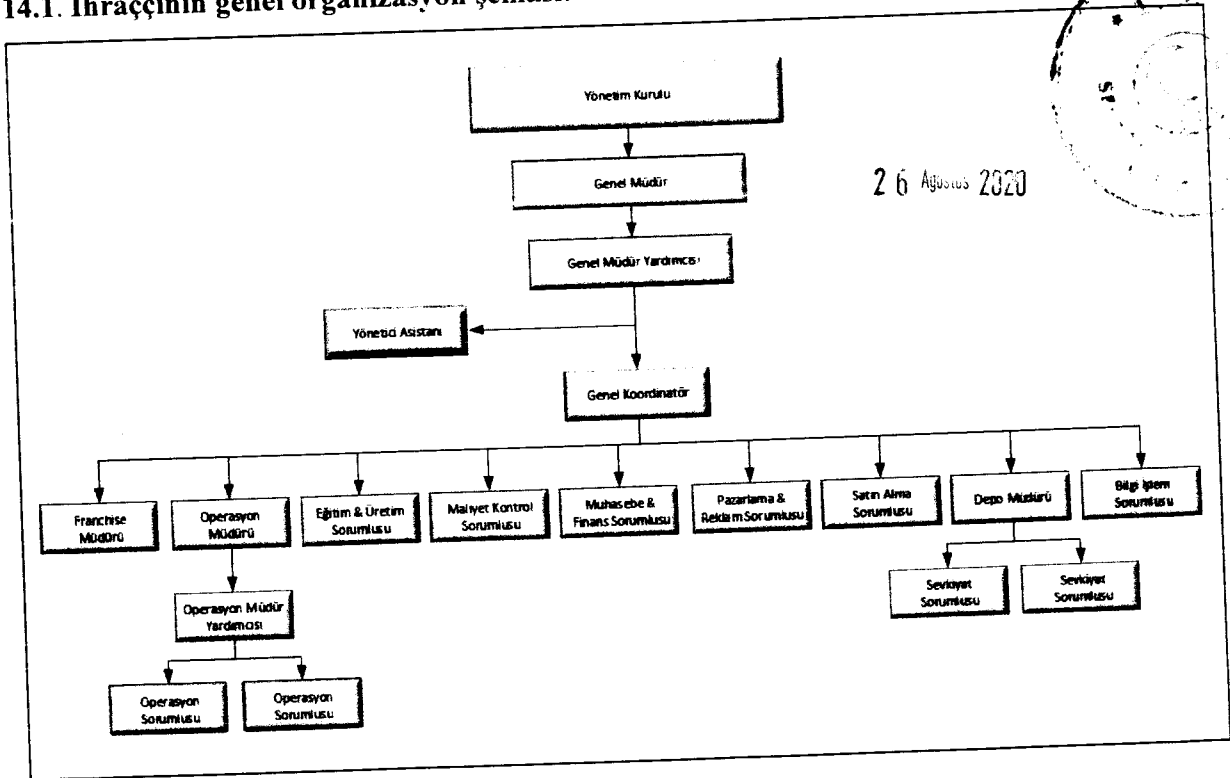 14.1. İhraççının genel organizasyon şeması
Yönetim Kurulu
Genel Müdür
26 Ağustos 2020
Genel Müdür Yardımcısı
Yönetici Asistanı
Genel Koordinatör
Franchise
Müdürü
Operasyon
Müdürü
Eğitim & Üretim
Sorumlusu
Maliyet Kontrol
Sorumlusu
Muhasebe &
Finans Sorumlusu
Pazarlama &
Reklam Sorumlusu
Satın Alma
Sorumlusu
Depo Müdürü
Bilgi İşlem
Sorumlusu
Operasyon Müdür
Yardımcısı
Sevkiyat
Sorumlusu
Sevkiyat
Sorumlusu
Operasyon
Sorumlusu
Operasyon
Sorumlusu